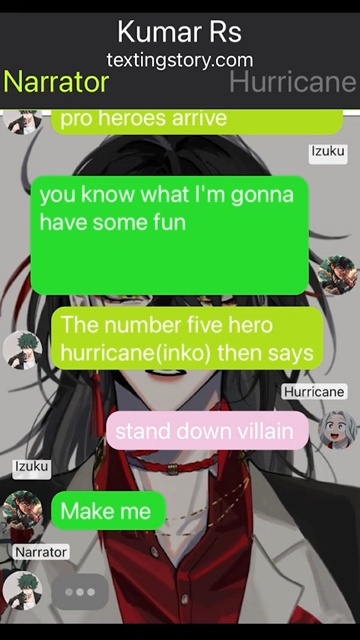 Kumar Rs
textingstory.com
Narrator
Hurricane
pro heroes arrive
Izuku
you know what I'm gonna
have some fun
The number five hero
hurricane(inko) then says
Hurricane
stand down villain
Izuku
Make me
Narrator